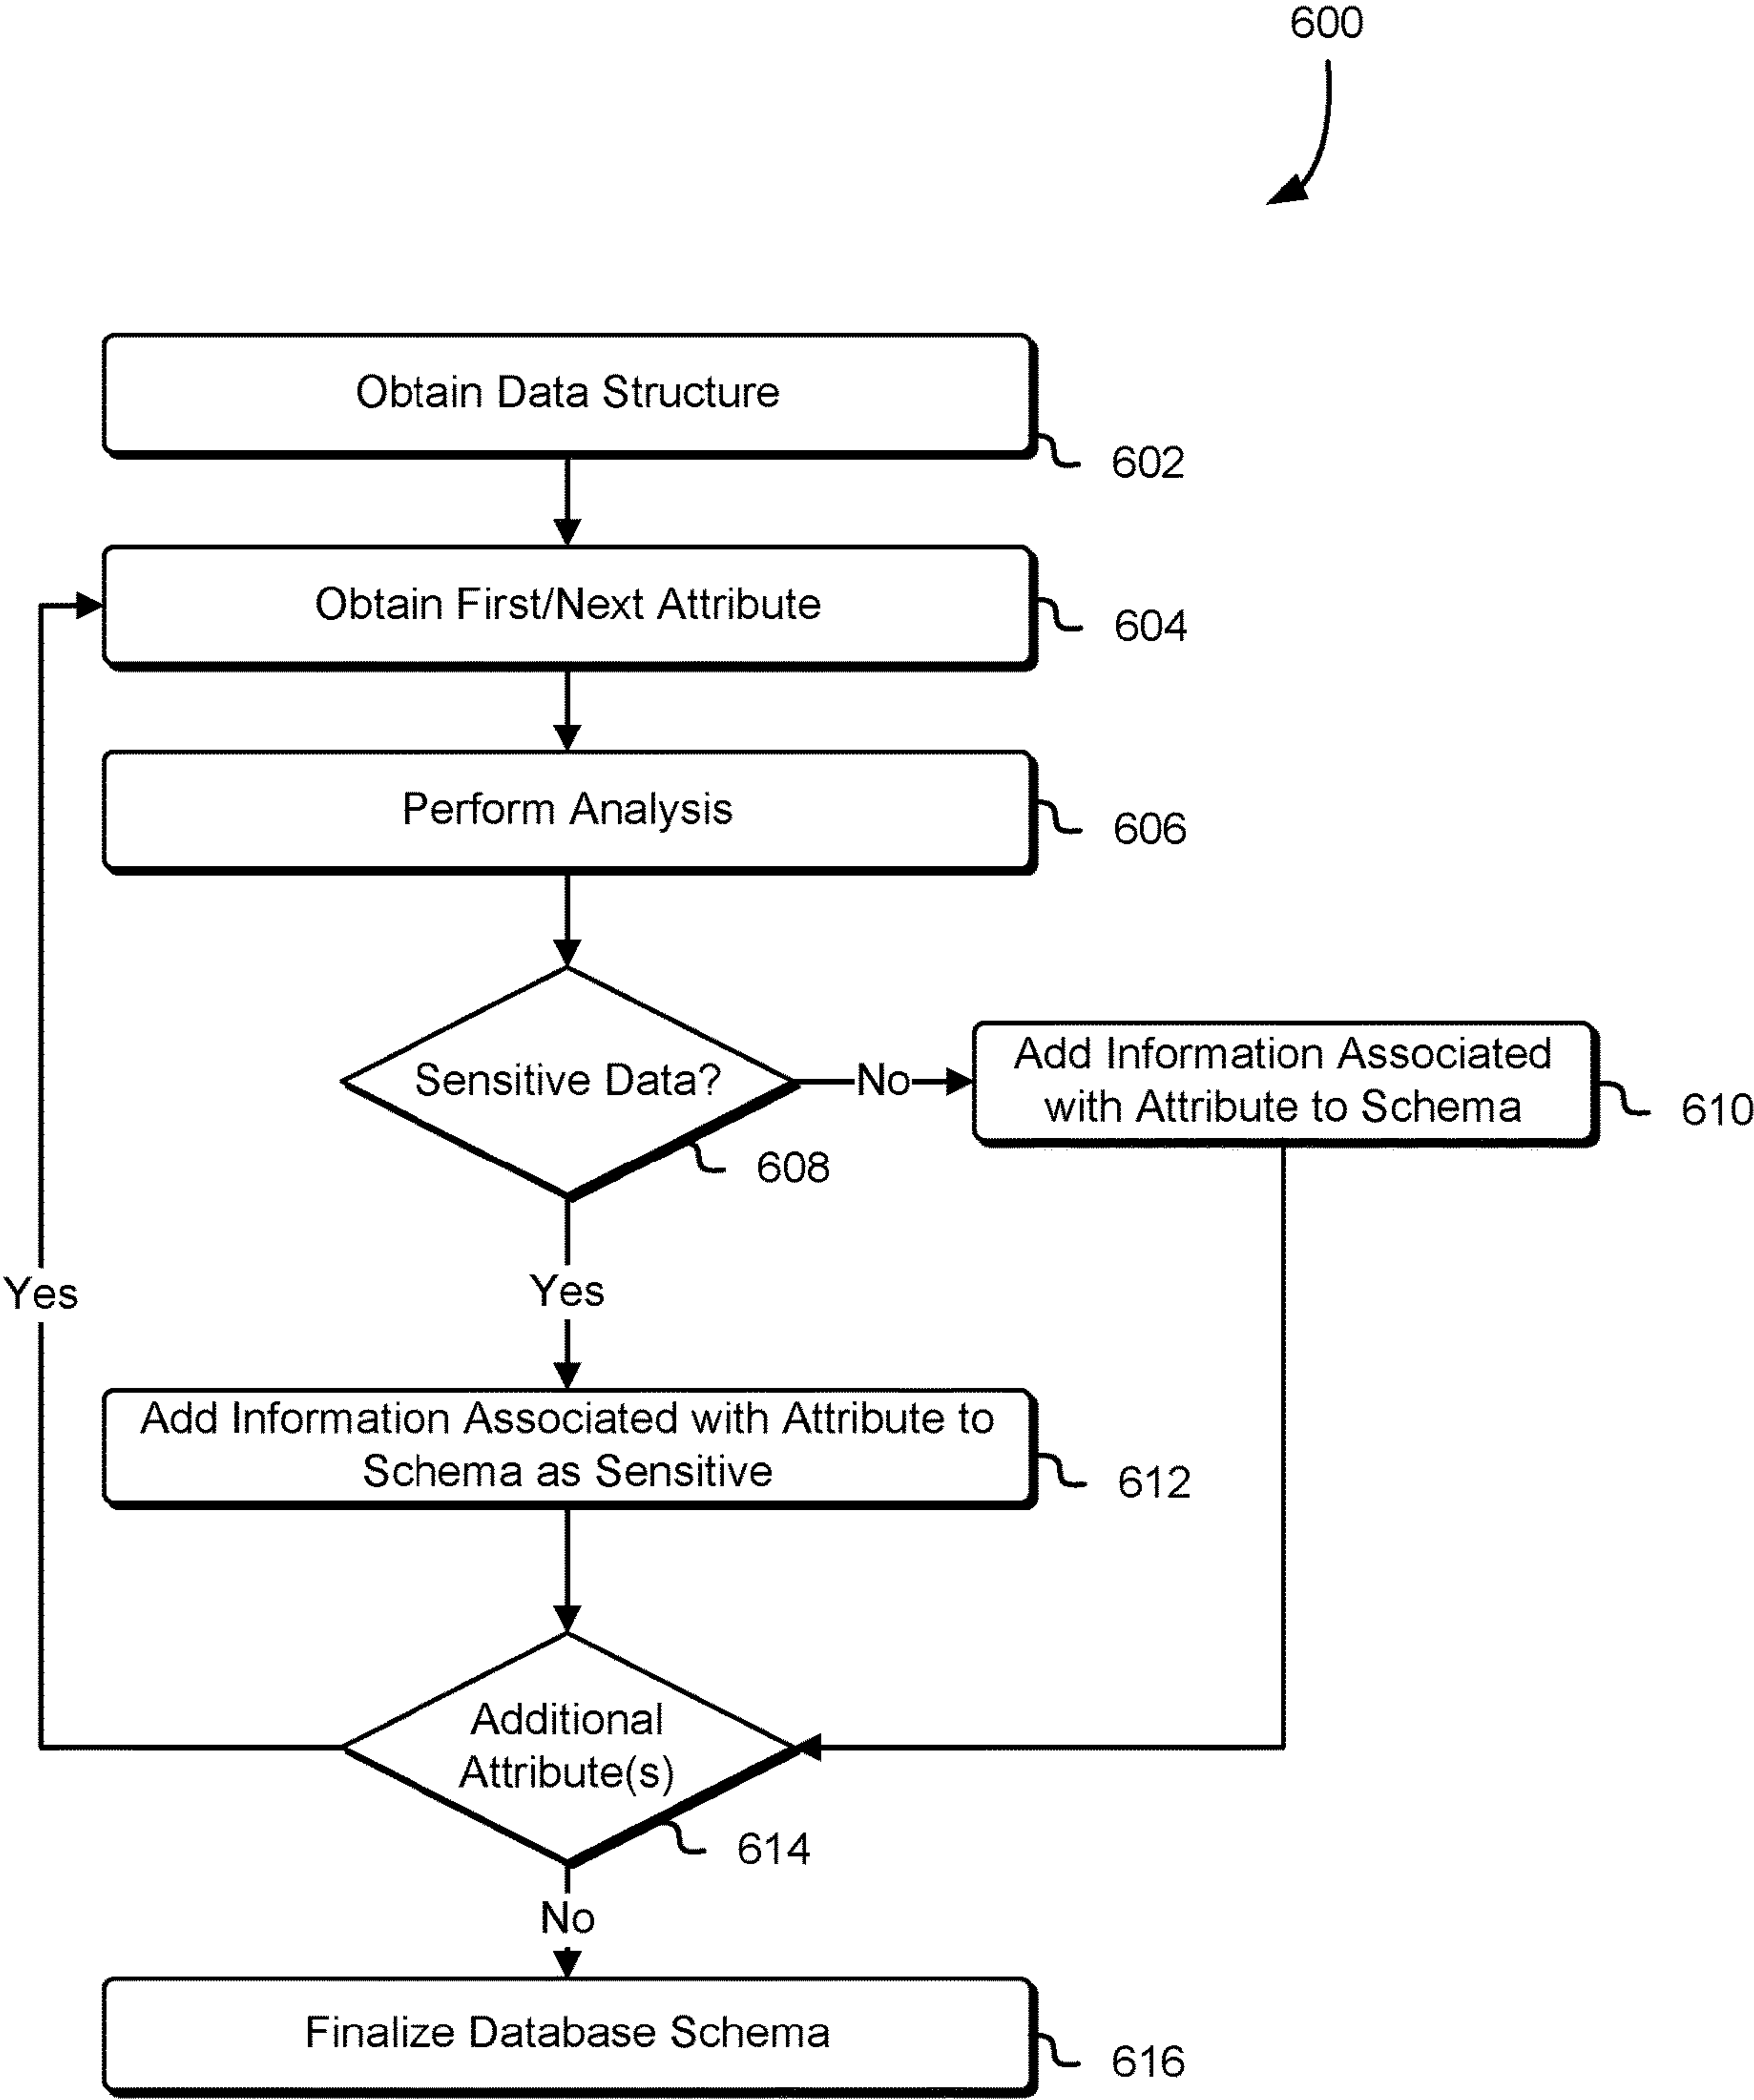 600
Obtain Data Structure
602
Obtain First/Next Attribute
604
Perform Analysis
606
Sensitive Data?
608
No
Add Information Associated
with Attribute to Schema
610
Yes
Yes
Add Information Associated with Attribute to
Schema as Sensitive
612
Additional
Attribute(s)
614
No
Finalize Database Schema
616